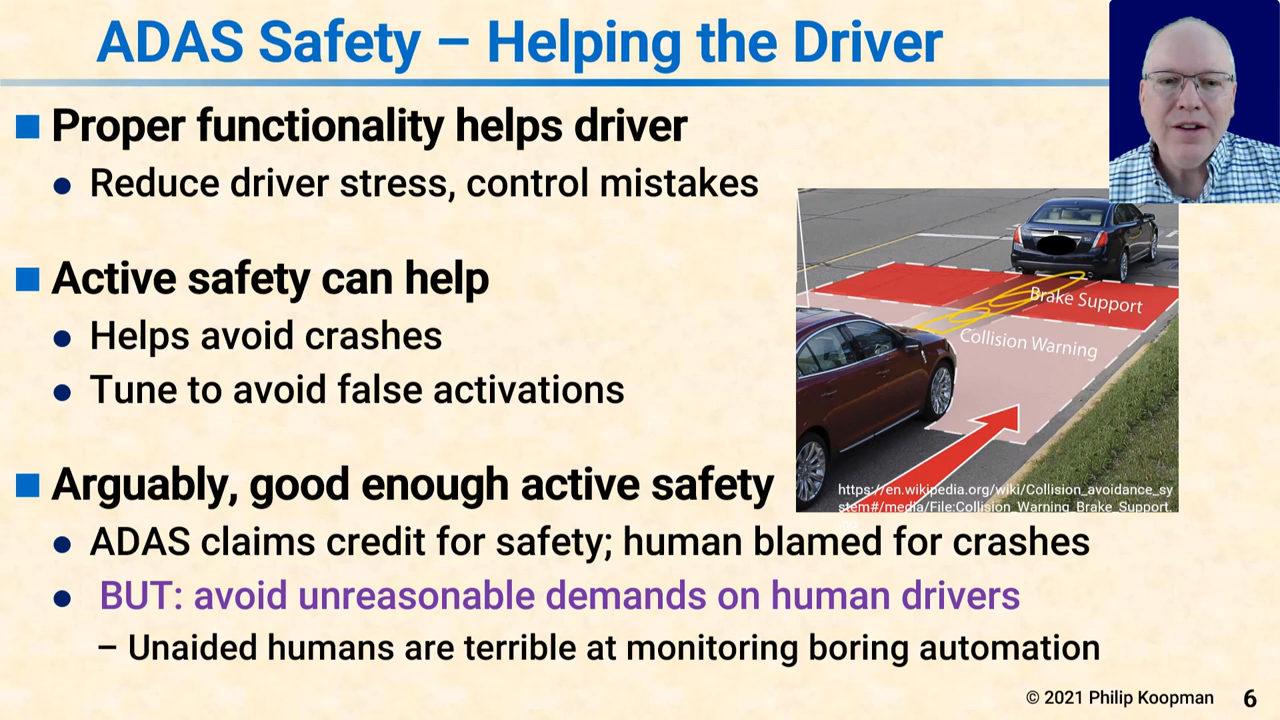 ADAS Safety – Helping the Driver
Proper functionality helps driver
Reduce driver stress, control mistakes
Active safety can help
Helps avoid crashes
Tune to avoid false activations
Brake Support
Collision Warning
https://en.wikipedia.org/wiki/Collision_avoidance_sy
stem#/media/File:Collision_Warning_Brake_Support.
Arguably, good enough active safety
ADAS claims credit for safety; human blamed for crashes
BUT: avoid unreasonable demands on human drivers
– Unaided humans are terrible at monitoring boring automation
© 2021 Philip Koopman 6